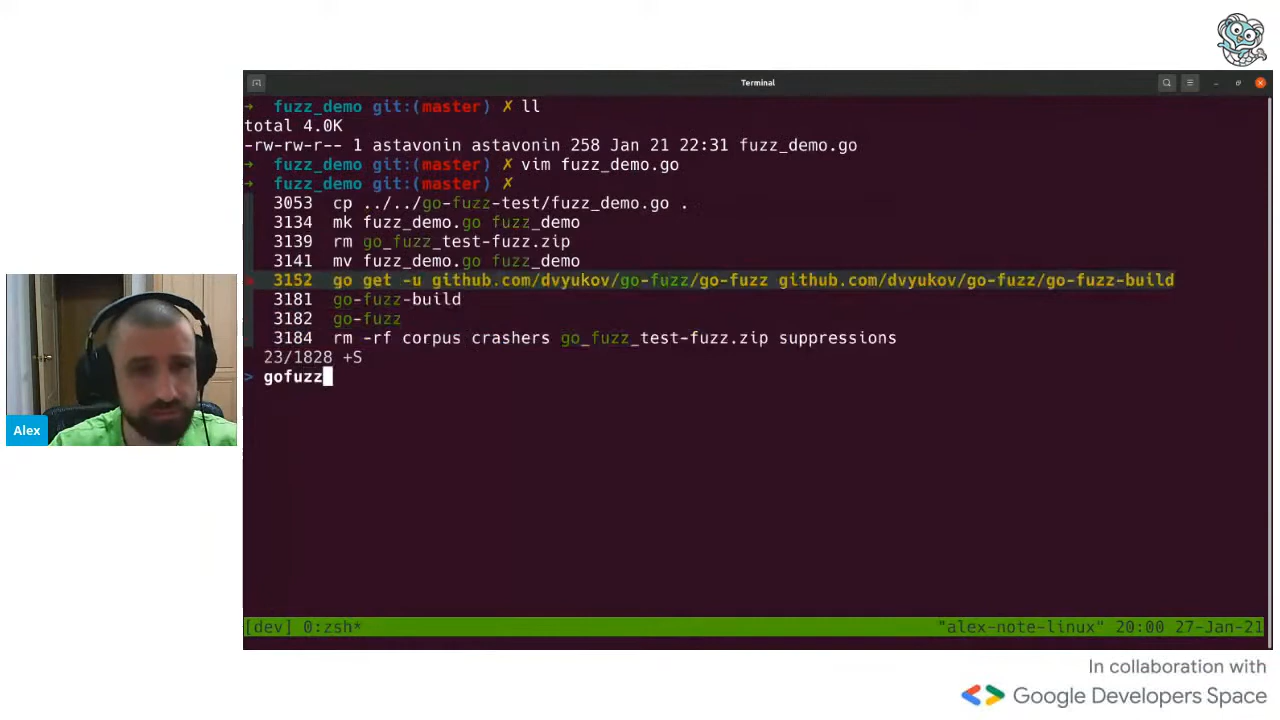 Terminal
→ fuzz_demo git:(master) ✗ ll
total 4.0K
-rw-rw-r-- 1 astavonin astavonin 258 Jan 21 22:31 fuzz_demo.go
→ fuzz_demo git:(master) ✗ vim fuzz_demo.go
→ fuzz_demo git:(master) ✗
3053 cp ../../go-fuzz-test/fuzz_demo.go .
3134 mk fuzz_demo.go fuzz_demo
3139 rm go_fuzz_test-fuzz.zip
3141 mv fuzz_demo.go fuzz_demo
3152 go get -u github.com/dvyukov/go-fuzz/go-fuzz github.com/dvyukov/go-fuzz/go-fuzz-build
3181 go-fuzz-build
3182 go-fuzz
3184 rm -rf corpus crashers go_fuzz_test-fuzz.zip suppressions
23/1828 +S
> gofuzz
Alex
[dev] 0:zsh* "alex-note-linux" 20:00 27-Jan-21
In collaboration with
Google Developers Space